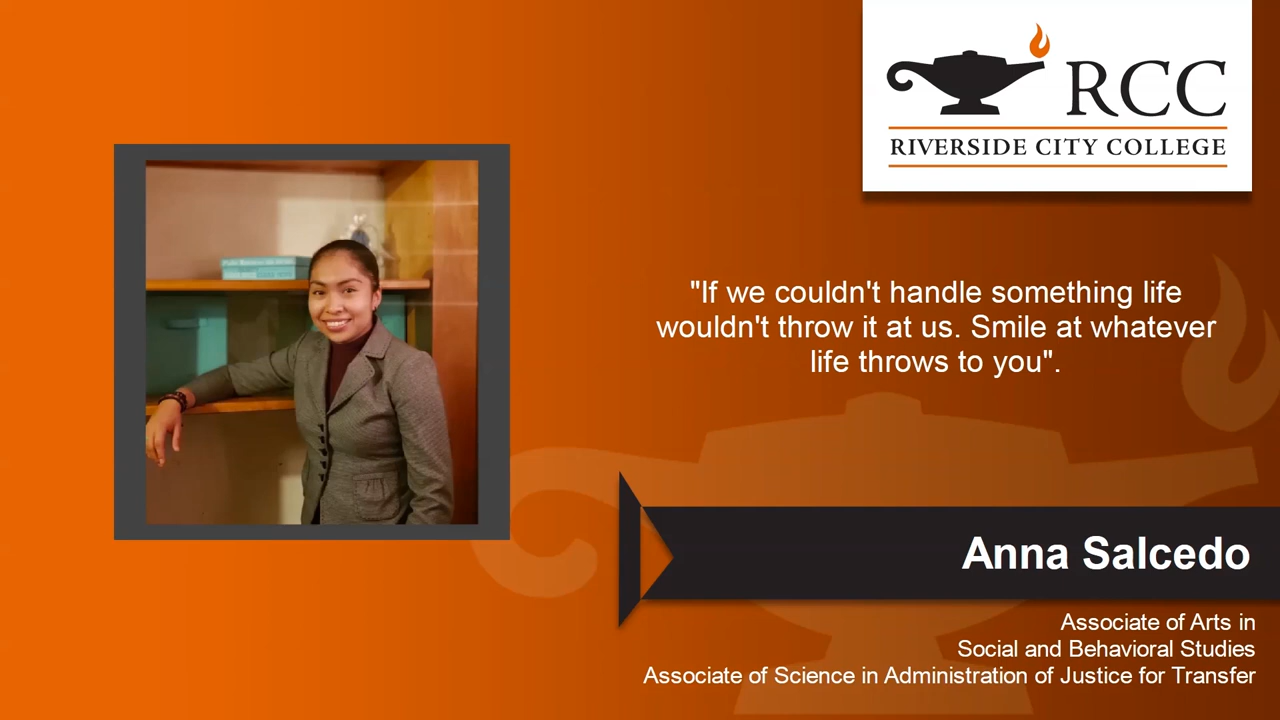 RCC
RIVERSIDE CITY COLLEGE
"If we couldn't handle something life
wouldn't throw it at us. Smile at whatever
life throws to you".
Anna Salcedo
Associate of Arts in
Social and Behavioral Studies
Associate of Science in Administration of Justice for Transfer